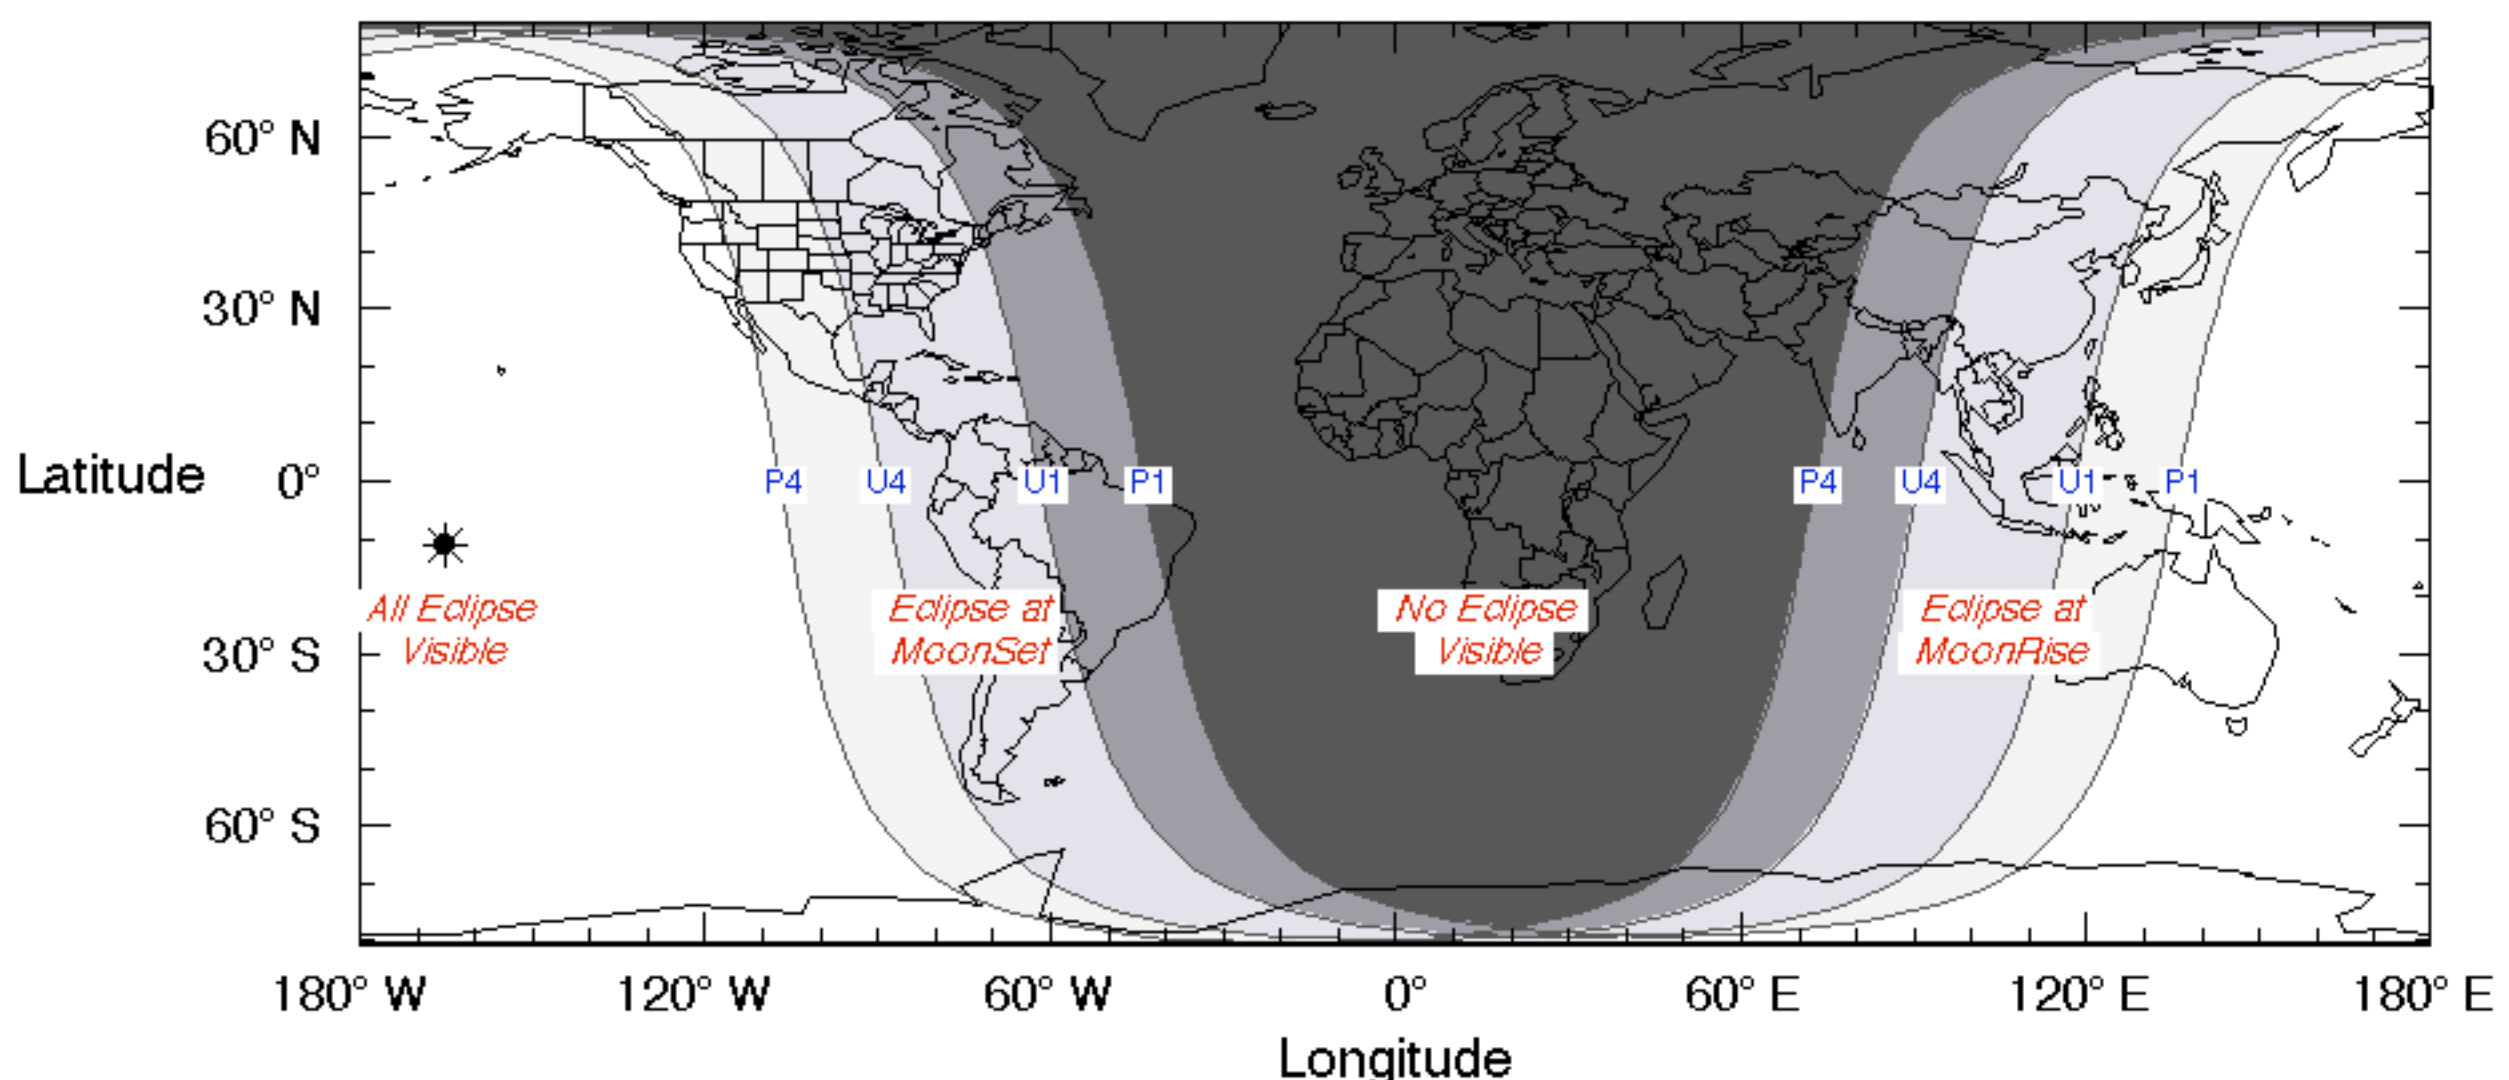 60° N
30° N
Latitude 0°
P4 U4 U1 P1 P4 U4 U1 P1
All Eclipse
Visible
Eclipse at
MoonSet
No Eclipse
Visible
Eclipse at
MoonRise
30° S
60° S
180° W 120° W 60° W 0° 60° E 120° E 180° E
Longitude